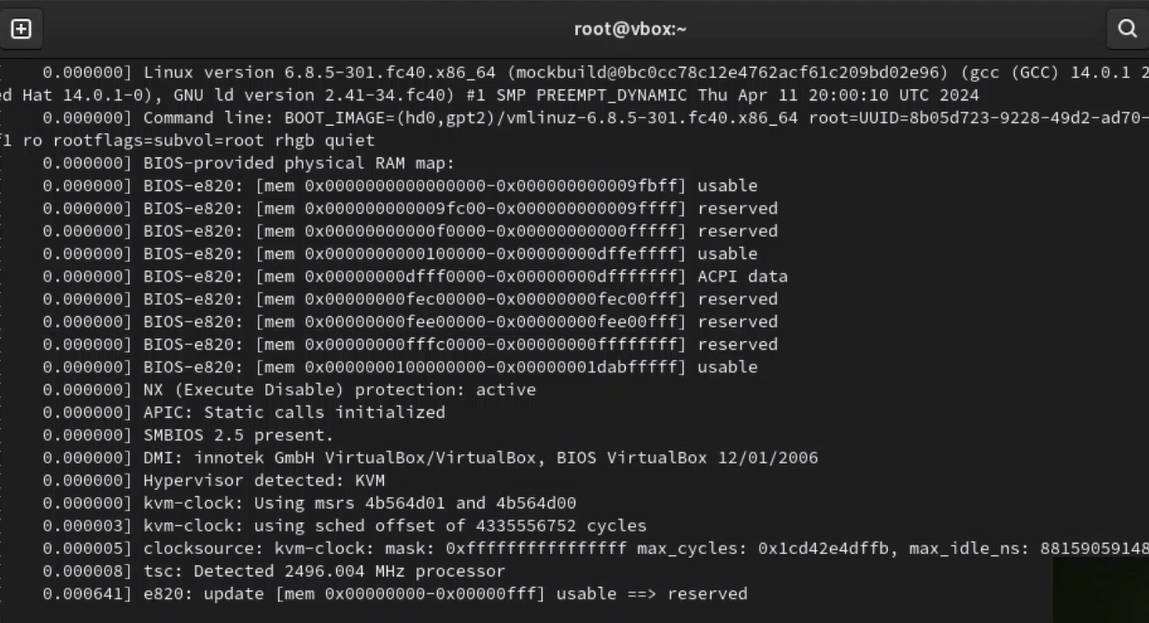 root@vbox:~
0.000000] Linux version 6.8.5-301.fc40.x86_64 (mockbuild@0bc0cc78c12e4762acf61c209bd02e96) (gcc (GCC) 14.0.1 2
ed Hat 14.0.1-0), GNU ld version 2.41-34.fc40) #1 SMP PREEMPT_DYNAMIC Thu Apr 11 20:00:10 UTC 2024
0.000000] Command line: BOOT_IMAGE=(hd0,gpt2)/vmlinuz-6.8.5-301.fc40.x86_64 root=UUID=8b05d723-9228-49d2-ad70-
f1 ro rootflags=subvol=root rhgb quiet
0.000000] BIOS-provided physical RAM map:
0.000000] BIOS-e820: [mem 0x0000000000000000-0x000000000009fbff] usable
0.000000] BIOS-e820: [mem 0x000000000009fc00-0x000000000009ffff] reserved
0.000000] BIOS-e820: [mem 0x00000000000f0000-0x00000000000fffff] reserved
0.000000] BIOS-e820: [mem 0x0000000000100000-0x00000000dffeffff] usable
0.000000] BIOS-e820: [mem 0x00000000dfff0000-0x00000000dfffffff] ACPI data
0.000000] BIOS-e820: [mem 0x00000000fec00000-0x00000000fec00fff] reserved
0.000000] BIOS-e820: [mem 0x00000000fee00000-0x00000000fee00fff] reserved
0.000000] BIOS-e820: [mem 0x00000000fffc0000-0x00000000ffffffff] reserved
0.000000] BIOS-e820: [mem 0x0000000100000000-0x00000001dabfffff] usable
0.000000] NX (Execute Disable) protection: active
0.000000] APIC: Static calls initialized
0.000000] SMBIOS 2.5 present.
0.000000] DMI: innotek GmbH VirtualBox/VirtualBox, BIOS VirtualBox 12/01/2006
0.000000] Hypervisor detected: KVM
0.000000] kvm-clock: Using msrs 4b564d01 and 4b564d00
0.000003] kvm-clock: using sched offset of 4335556752 cycles
0.000005] clocksource: kvm-clock: mask: 0xffffffffffffffff max_cycles: 0x1cd42e4dffb, max_idle_ns: 88159059148
0.000008] tsc: Detected 2496.004 MHz processor
0.000641] e820: update [mem 0x00000000-0x00000fff] usable ==> reserved